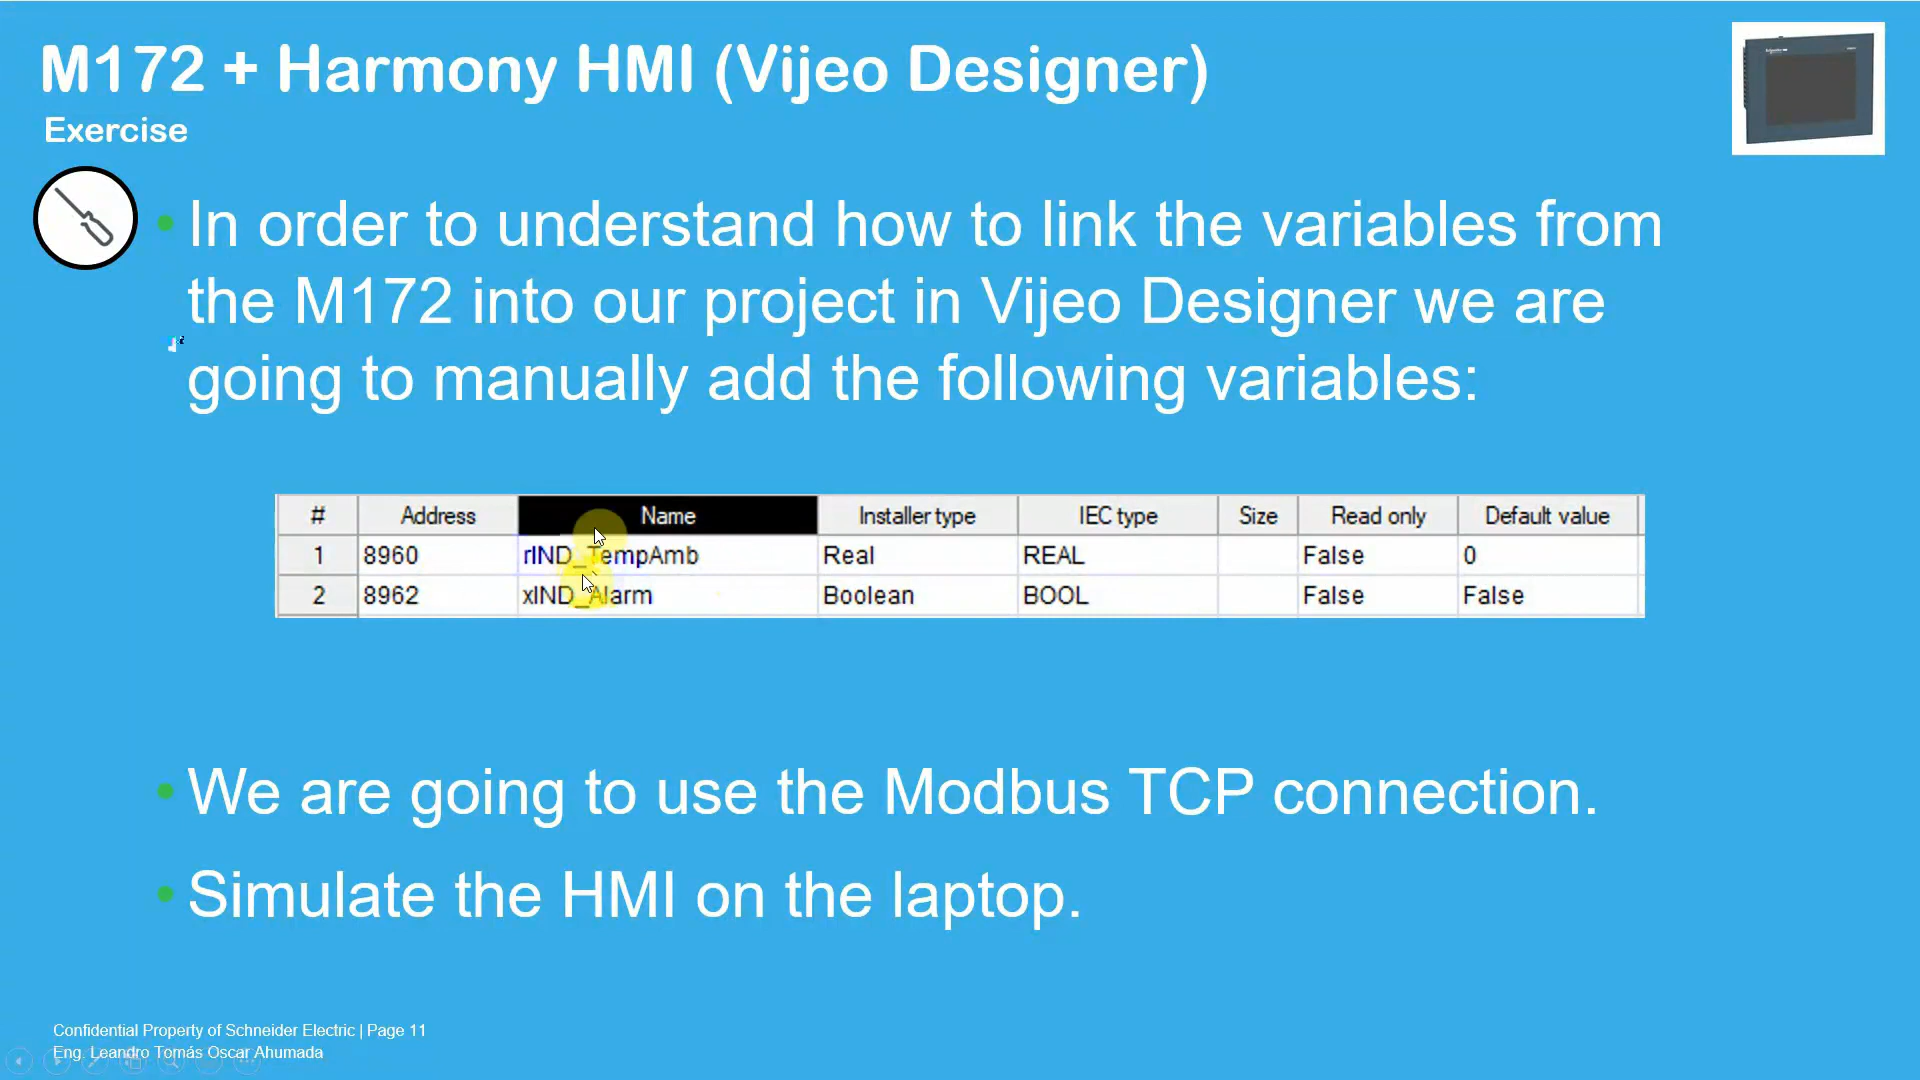 M172 + Harmony HMI (Vijeo Designer)
Exercise
• In order to understand how to link the variables from
the M172 into our project in Vijeo Designer we are
going to manually add the following variables:
# Address Name Installer type IEC type Size Read only Default value
1 8960 rIND_TempAmb Real REAL False 0
2 8962 xIND_Alarm Boolean BOOL False False
• We are going to use the Modbus TCP connection.
• Simulate the HMI on the laptop.
Confidential Property of Schneider Electric | Page 11
Eng. Leandro Tomás Oscar Ahumada